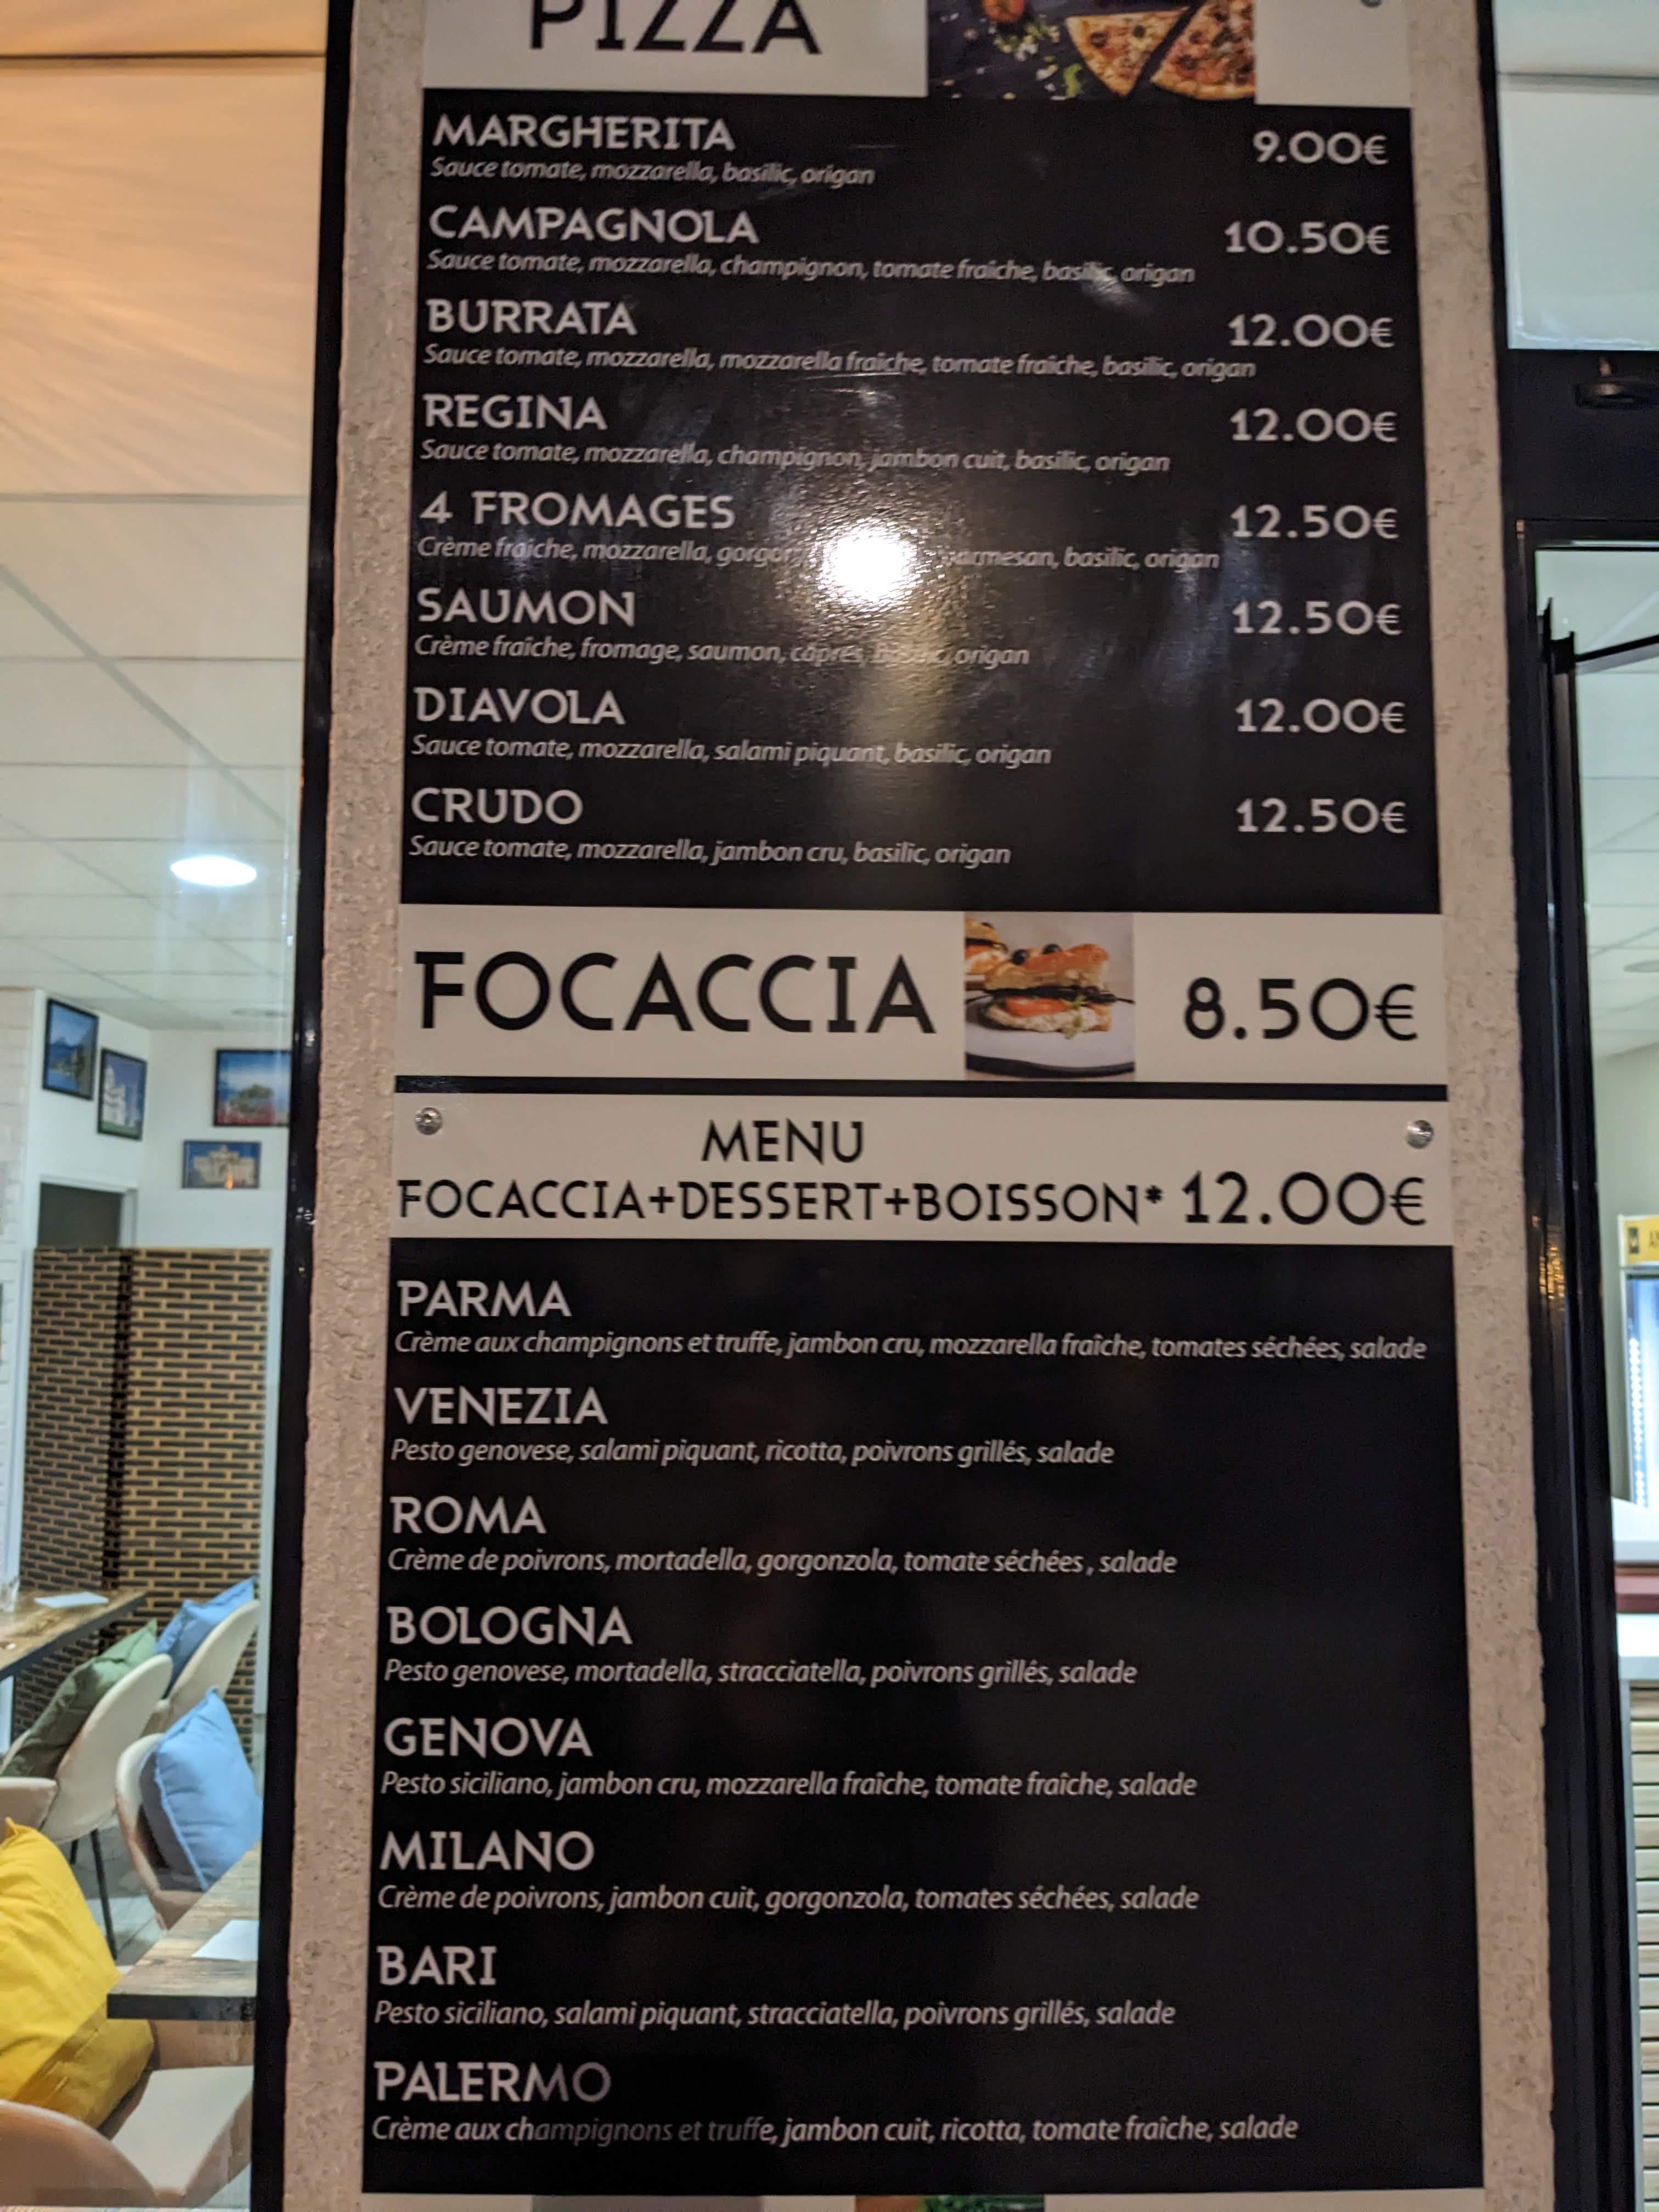 PIZZA
MARGHERITA 9.00€
Sauce tomate, mozzarella, basilic, origan
CAMPAGNOLA 10.50€
Sauce tomate, mozzarella, champignon, tomate fraîche, basilic, origan
BURRATA 12.00€
Sauce tomate, mozzarella, mozzarella fraîche, tomate fraîche, basilic, origan
REGINA 12.00€
Sauce tomate, mozzarella, champignon, jambon cuit, basilic, origan
4 FROMAGES 12.50€
Crème fraîche, mozzarella, parmesan, basilic, origan
SAUMON 12.50€
Crème fraîche, fromage, saumon, capres, basilic, origan
DIAVOLA 12.00€
Sauce tomate, mozzarella, salami piquant, basilic, origan
CRUDO 12.50€
Sauce tomate, mozzarella, jambon cru, basilic, origan
FOCACCIA 8.50€
MENU
FOCACCIA+DESSERT+BOISSON* 12.00€
PARMA
Crème aux champignons et truffe, jambon cru, mozzarella fraîche, tomates séchées, salade
VENEZIA
Pesto genovese, salami piquant, ricotta, poivrons grillés, salade
ROMA
Crème de poivrons, mortadella, gorgonzola, tomate séchées , salade
BOLOGNA
Pesto genovese, mortadella, stracciatella, poivrons grillés, salade
GENOVA
Pesto siciliano, jambon cru, mozzarella fraîche, tomate fraîche, salade
MILANO
Crème de poivrons, jambon cuit, gorgonzola, tomates séchées, salade
BARI
Pesto siciliano, salami piquant, stracciatella, poivrons grillés, salade
PALERMO
Crème aux champignons et truffe, jambon cuit, ricotta, tomate fraîche, salade